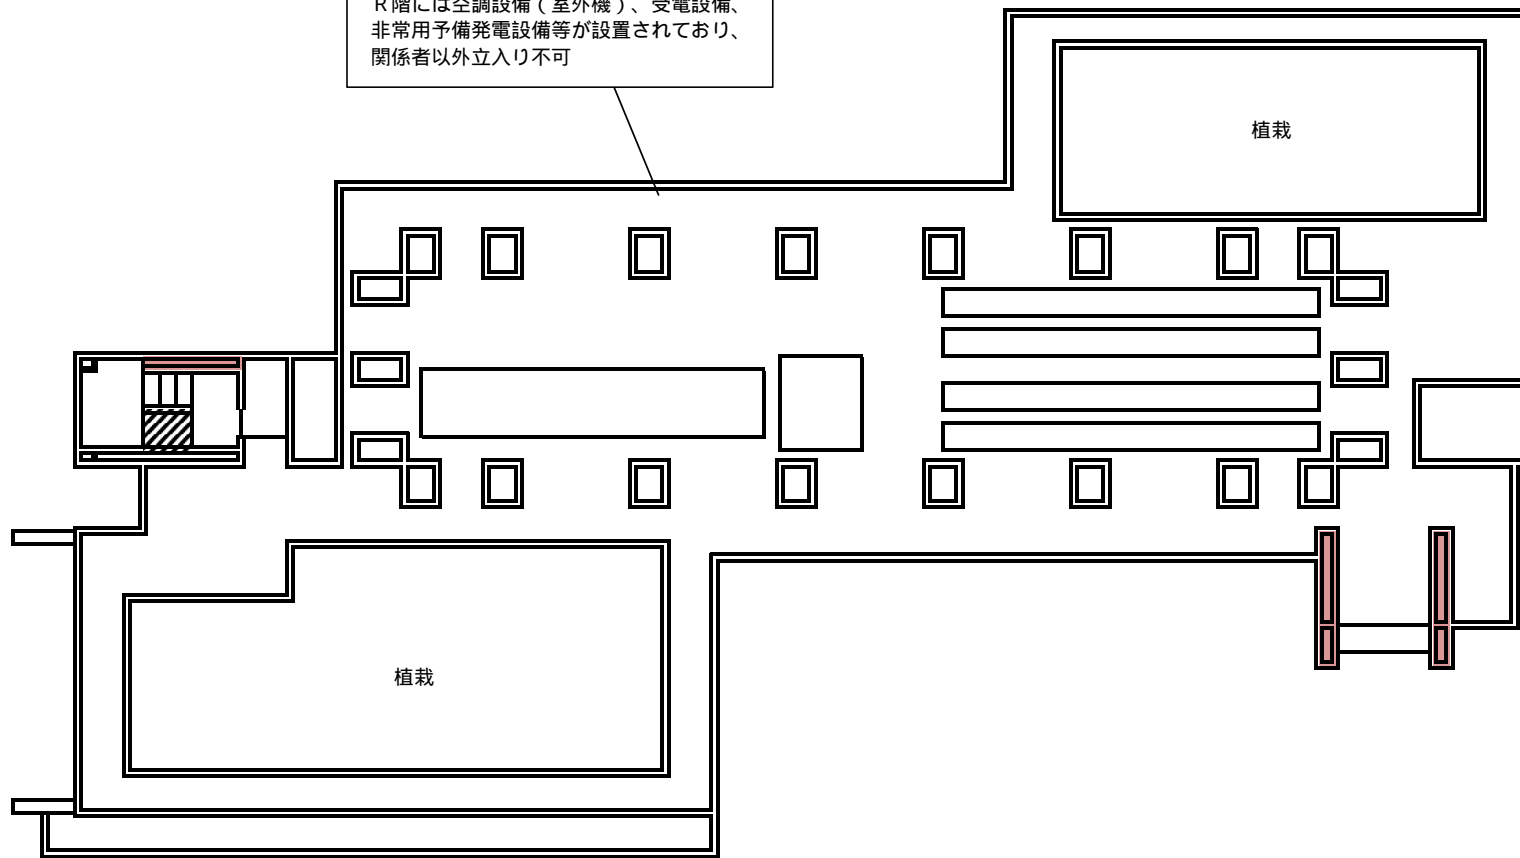 Ｒ階には空調設備（室外機）、受電設備、
非常用予備発電設備等が設置されており、
関係者以外立入り不可
植栽
植栽